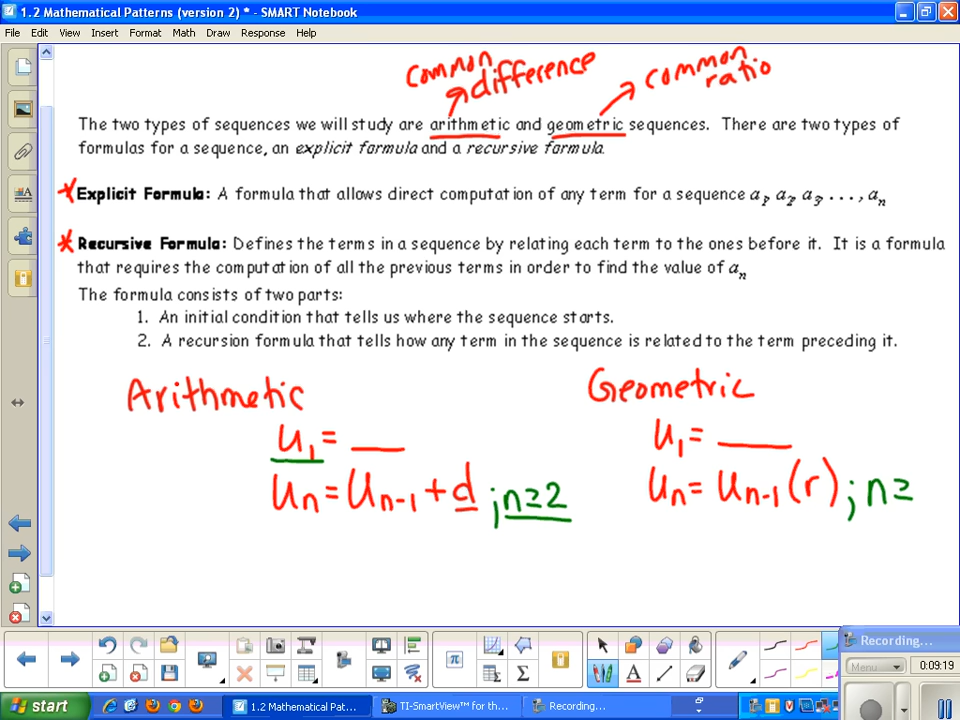 1.2 Mathematical Patterns (version 2) * - SMART Notebook
File Edit View Insert Format Math Draw Response Help
common difference
common ratio
The two types of sequences we will study are arithmetic and geometric sequences. There are two types of
formulas for a sequence, an explicit formula and a recursive formula.
* Explicit Formula: A formula that allows direct computation of any term for a sequence a₁, a₂, a₃, . . . , aₙ
* Recursive Formula: Defines the terms in a sequence by relating each term to the ones before it. It is a formula
that requires the computation of all the previous terms in order to find the value of aₙ
The formula consists of two parts:
1. An initial condition that tells us where the sequence starts.
2. A recursion formula that tells how any term in the sequence is related to the term preceding it.
Arithmetic
u₁ = ___
uₙ = uₙ₋₁ + d ; n ≥ 2
Geometric
u₁ = ____
uₙ = uₙ₋₁ (r) ; n ≥
Recording...
Menu
0:09:19
start
1.2 Mathematical Pat...
TI-SmartView™ for th...
Recording...